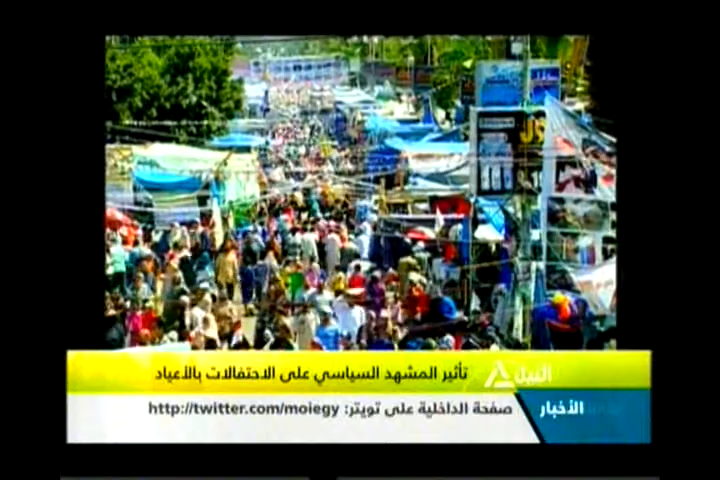 تأثير المشهد السياسي على الاحتفالات بالأعياد
النيل
صفحة الداخلية على تويتر: http://twitter.com/moiegy
الأخبار